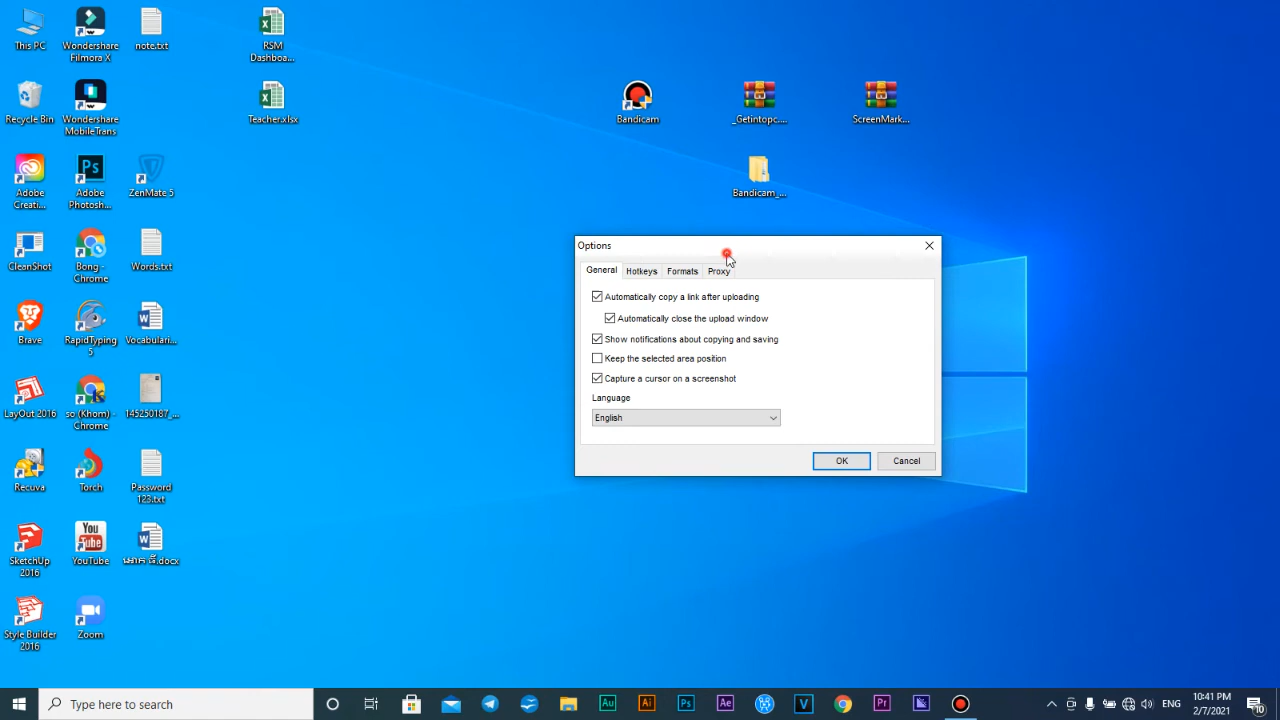 This PC
Wondershare
Filmora X
note.txt
RSM
Dashboa...
Recycle Bin
Wondershare
MobileTrans
Teacher.xlsx
Bandicam
_Getintopc....
ScreenMark...
Adobe
Creati...
Adobe
Photosh...
ZenMate 5
Bandicam_...
CleanShot
Bong -
Chrome
Words.txt
Options
General
Hotkeys
Formats
Proxy
Automatically copy a link after uploading
Automatically close the upload window
Show notifications about copying and saving
Keep the selected area position
Capture a cursor on a screenshot
Language
English
OK
Cancel
Brave
RapidTyping
5
Vocabulari...
LayOut 2016
so (Khom) -
Chrome
145250187_...
Recuva
Torch
Password
123.txt
SketchUp
2016
You
Tube
YouTube
Style Builder
2016
Zoom
Type here to search
ENG
10:41 PM
2/7/2021
10